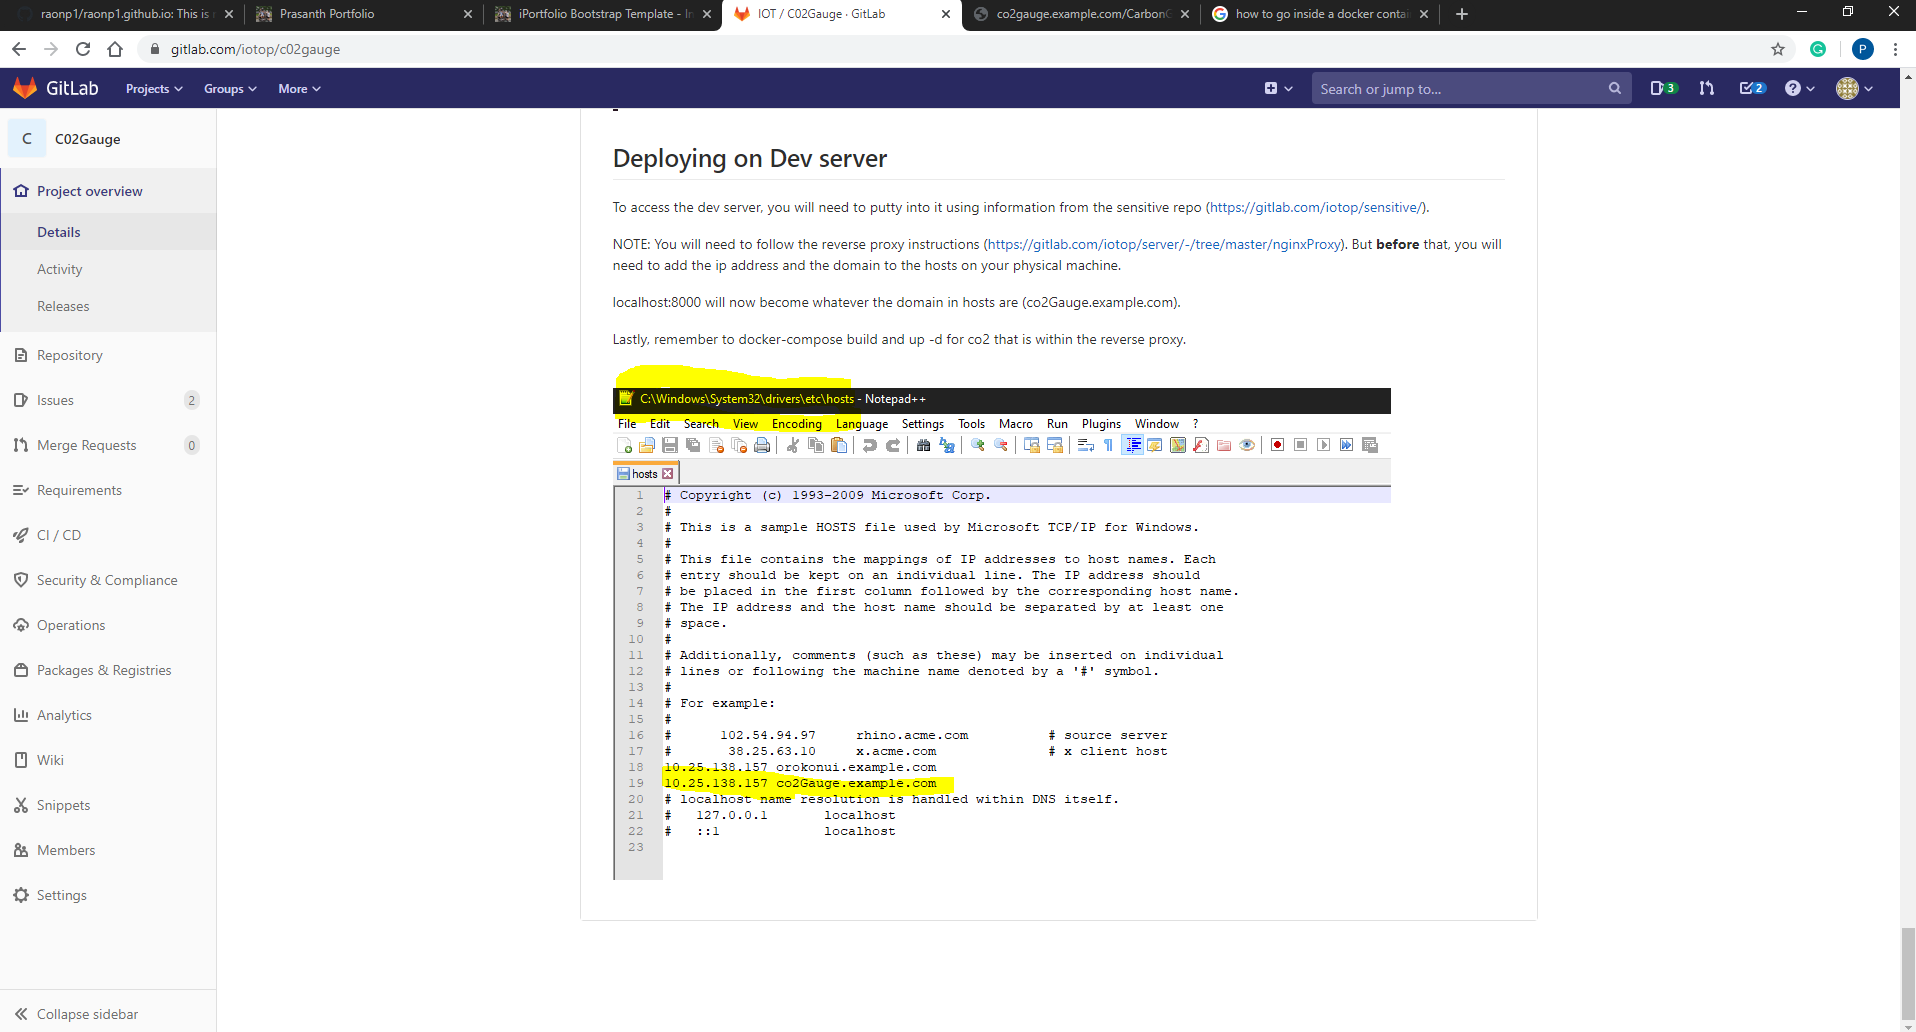 raonp1/raonp1.github.io: This is
Prasanth Portfolio
iPortfolio Bootstrap Template - In
IOT / C02Gauge · GitLab
co2gauge.example.com/CarbonG
how to go inside a docker contai
gitlab.com/iotop/c02gauge
P
GitLab
Projects
Groups
More
Search or jump to...
3
2
C
C02Gauge
Project overview
Details
Activity
Releases
Repository
Issues
2
Merge Requests
0
Requirements
CI / CD
Security & Compliance
Operations
Packages & Registries
Analytics
Wiki
Snippets
Members
Settings
Collapse sidebar
Deploying on Dev server
To access the dev server, you will need to putty into it using information from the sensitive repo (https://gitlab.com/iotop/sensitive/).
NOTE: You will need to follow the reverse proxy instructions (https://gitlab.com/iotop/server/-/tree/master/nginxProxy). But before that, you will
need to add the ip address and the domain to the hosts on your physical machine.
localhost:8000 will now become whatever the domain in hosts are (co2Gauge.example.com).
Lastly, remember to docker-compose build and up -d for co2 that is within the reverse proxy.
C:\Windows\System32\drivers\etc\hosts - Notepad++
File Edit Search View Encoding Language Settings Tools Macro Run Plugins Window ?
hosts
1 # Copyright (c) 1993-2009 Microsoft Corp.
2 #
3 # This is a sample HOSTS file used by Microsoft TCP/IP for Windows.
4 #
5 # This file contains the mappings of IP addresses to host names. Each
6 # entry should be kept on an individual line. The IP address should
7 # be placed in the first column followed by the corresponding host name.
8 # The IP address and the host name should be separated by at least one
9 # space.
10 #
11 # Additionally, comments (such as these) may be inserted on individual
12 # lines or following the machine name denoted by a '#' symbol.
13 #
14 # For example:
15 #
16 # 102.54.94.97 rhino.acme.com # source server
17 # 38.25.63.10 x.acme.com # x client host
18 10.25.138.157 orokonui.example.com
19 10.25.138.157 co2Gauge.example.com
20 # localhost name resolution is handled within DNS itself.
21 # 127.0.0.1 localhost
22 # ::1 localhost
23